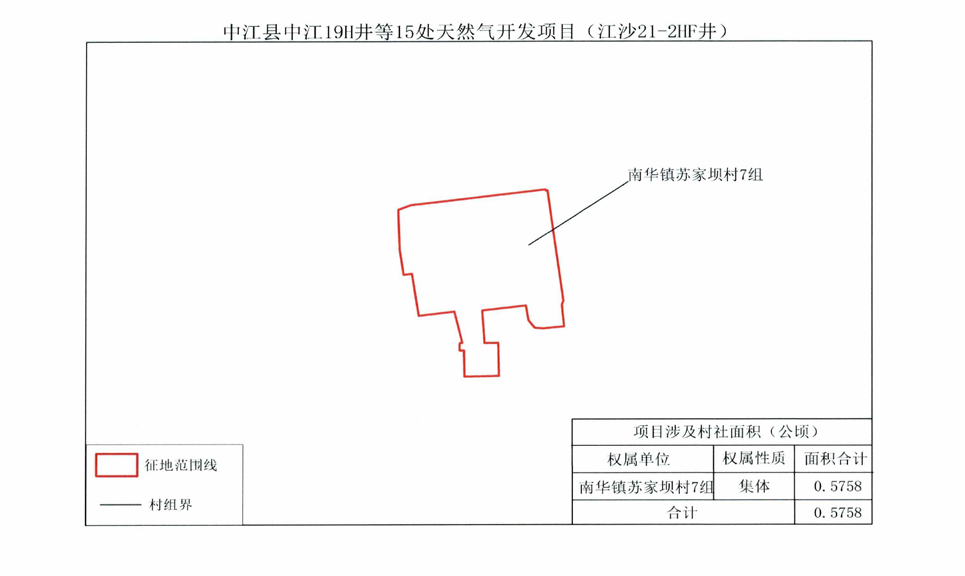 中江县中江19H井等15处天然气开发项目（江沙21-2HF井）
南华镇苏家坝村7组
征地范围线
村组界
项目涉及村社面积（公顷）
权属单位 权属性质 面积合计
南华镇苏家坝村7组 集体 0.5758
合计 0.5758